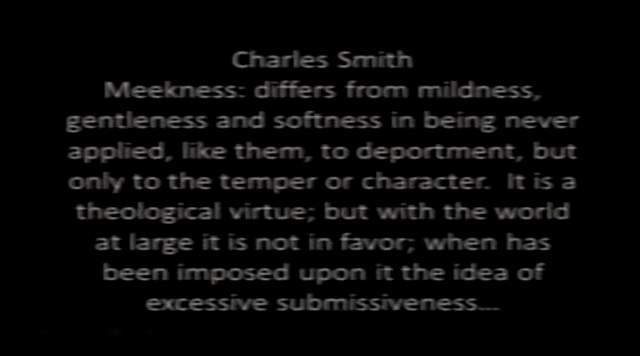 Charles Smith
Meekness: differs from mildness,
gentleness and softness in being never
applied, like them, to deportment, but
only to the temper or character.  It is a
theological virtue; but with the world
at large it is not in favor; when has
been imposed upon it the idea of
excessive submissiveness...